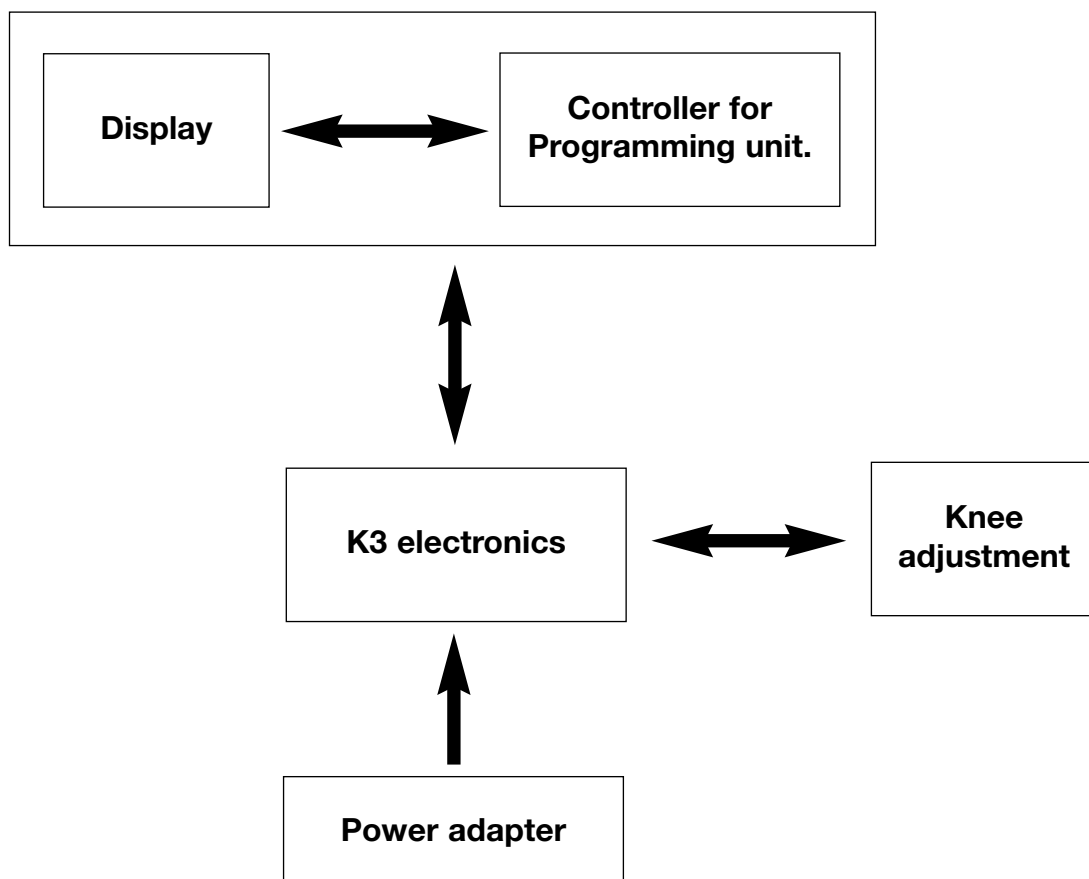 Display
Controller for
Programming unit.
K3 electronics
Knee
adjustment
Power adapter